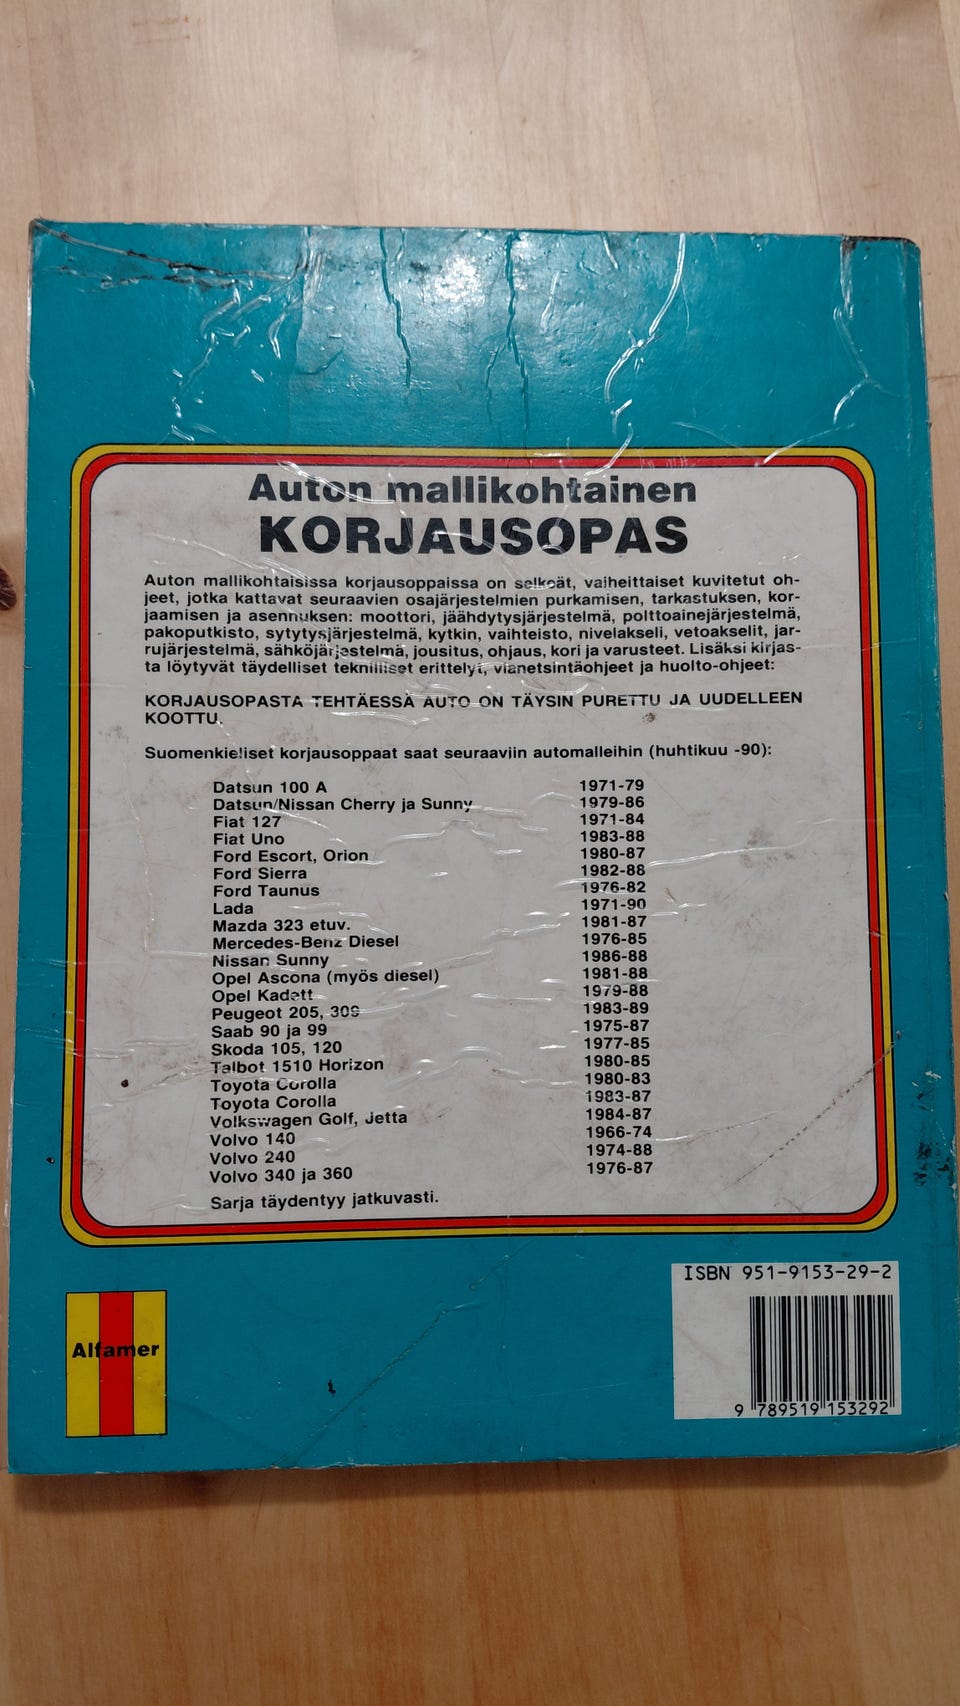 Auton mallikohtainen
KORJAUSOPAS
Auton mallikohtaisissa korjausoppaissa on selkeät, vaiheittaiset kuvitetut oh-
jeet, jotka kattavat seuraavien osajärjestelmien purkamisen, tarkastuksen, kor-
jaamisen ja asennuksen: moottori, jäähdytysjärjestelmä, polttoainejärjestelmä,
pakoputkisto, sytytysjärjestelmä, kytkin, vaihteisto, nivelakseli, vetoakselit, jar-
rujärjestelmä, sähköjärjestelmä, jousitus, ohjaus, kori ja varusteet. Lisäksi kirjas-
ta löytyvät täydelliset teknilliset erittelyt, vianetsintäohjeet ja huolto-ohjeet:
KORJAUSOPASTA TEHTÄESSÄ AUTO ON TÄYSIN PURETTU JA UUDELLEEN
KOOTTU.
Suomenkieliset korjausoppaat saat seuraaviin automalleihin (huhtikuu -90):
Datsun 100 A 1971-79
Datsun/Nissan Cherry ja Sunny 1979-86
Fiat 127 1971-84
Fiat Uno 1983-88
Ford Escort, Orion 1980-87
Ford Sierra 1982-88
Ford Taunus 1976-82
Lada 1971-90
Mazda 323 etuv. 1981-87
Mercedes-Benz Diesel 1976-85
Nissan Sunny 1986-88
Opel Ascona (myös diesel) 1981-88
Opel Kadett 1979-88
Peugeot 205, 309 1983-89
Saab 90 ja 99 1975-87
Skoda 105, 120 1977-85
Talbot 1510 Horizon 1980-85
Toyota Corolla 1980-83
Toyota Corolla 1983-87
Volkswagen Golf, Jetta 1984-87
Volvo 140 1966-74
Volvo 240 1974-88
Volvo 340 ja 360 1976-87
Sarja täydentyy jatkuvasti.
ISBN 951-9153-29-2
Alfamer
9 789519 153292